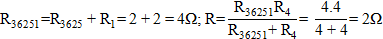 R₃₆₂₅₁=R₃₆₂₅ + R₁= 2 + 2 = 4Ω; R= R₃₆₂₅₁R₄ / R₃₆₂₅₁+ R₄ = 4.4 / 4 + 4 = 2Ω